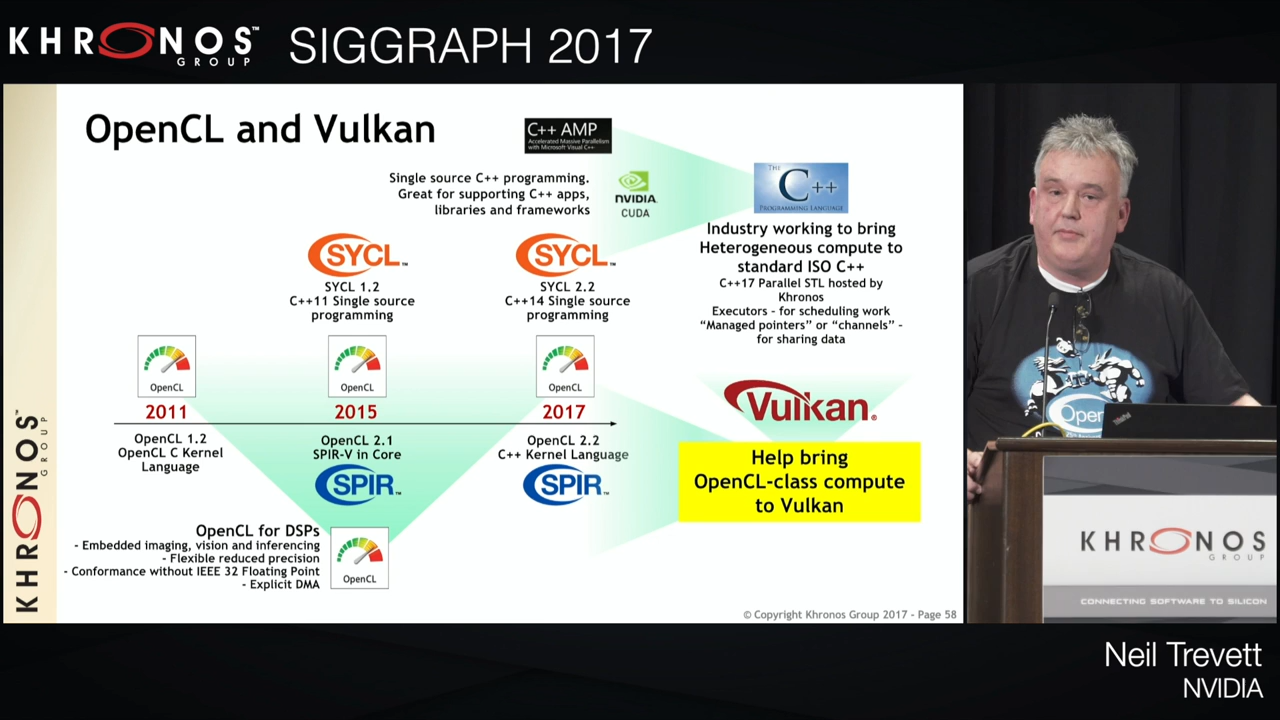 KHRONOS™
GROUP
SIGGRAPH 2017
OpenCL and Vulkan
C++ AMP
Accelerated Massive Parallelism
with Microsoft Visual C++
Single source C++ programming.
Great for supporting C++ apps,
libraries and frameworks
NVIDIA
CUDA
THE
C++
PROGRAMMING LANGUAGE
Industry working to bring
Heterogeneous compute to
standard ISO C++
C++17 Parallel STL hosted by
Khronos
Executors - for scheduling work
“Managed pointers” or “channels” -
for sharing data
SYCL™
SYCL 1.2
C++11 Single source
programming
SYCL™
SYCL 2.2
C++14 Single source
programming
OpenCL
OpenCL
OpenCL
2011
2015
2017
OpenCL 1.2
OpenCL C Kernel
Language
OpenCL 2.1
SPIR-V in Core
SPIR™
OpenCL 2.2
C++ Kernel Language
SPIR™
Vulkan®
Help bring
OpenCL-class compute
to Vulkan
OpenCL for DSPs
- Embedded imaging, vision and inferencing
- Flexible reduced precision
- Conformance without IEEE 32 Floating Point
- Explicit DMA
OpenCL
© Copyright Khronos Group 2017 - Page 58
KHRONOS™
GROUP
Open
KHRONOS
GROUP
CONNECTING SOFTWARE TO SILICON
Neil Trevett
NVIDIA